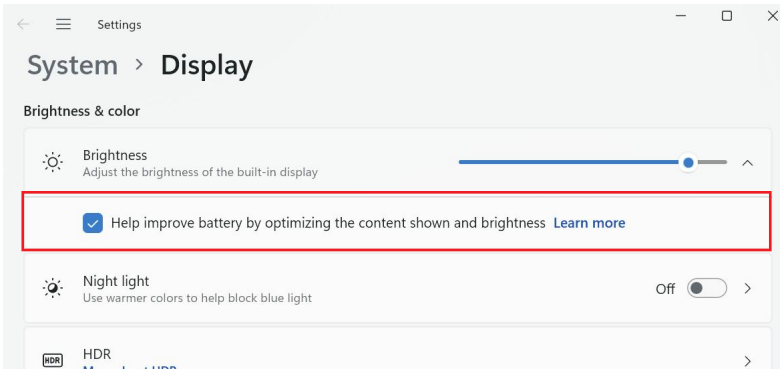 Settings
System > Display
Brightness & color
Brightness
Adjust the brightness of the built-in display
Help improve battery by optimizing the content shown and brightness Learn more
Night light
Use warmer colors to help block blue light
Off
HDR
HDR